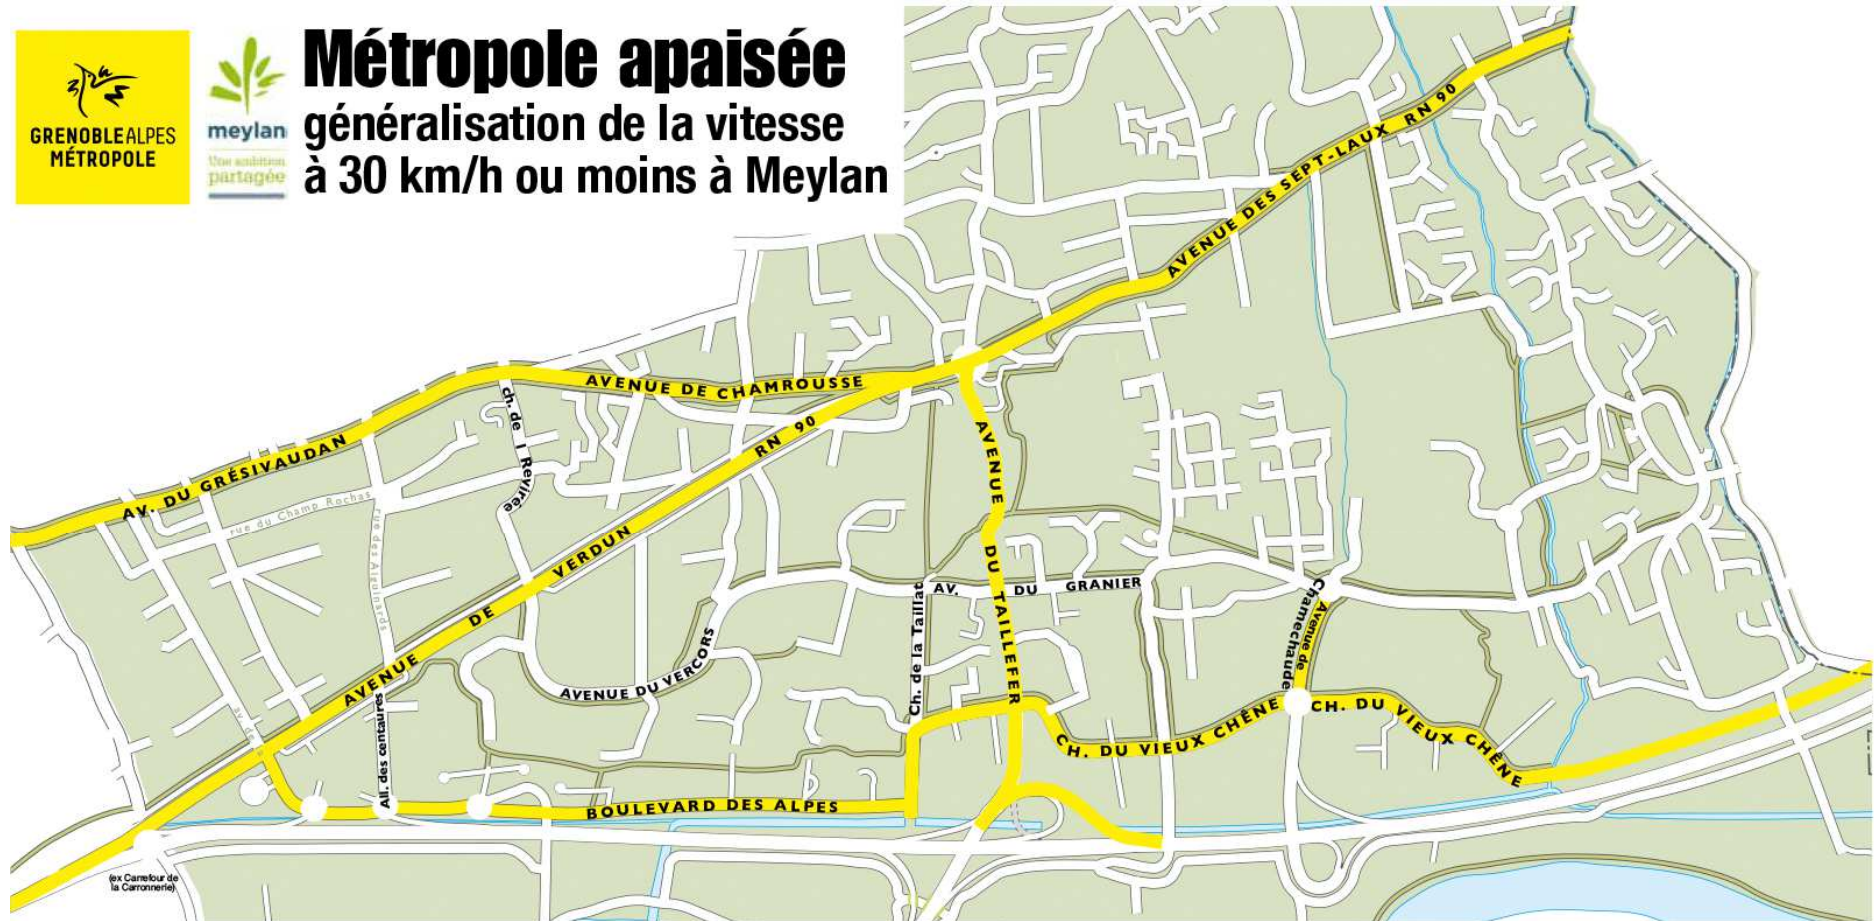 GRENOBLEALPES
MÉTROPOLE
meylan
Une ambition
partagée
Métropole apaisée
généralisation de la vitesse
à 30 km/h ou moins à Meylan
AVENUE DES SEPT-LAUX RN 90
AVENUE DE CHAMROUSSE
AV. DU GRÉSIVAUDAN
ch. de l Revirée
rue du Champ Rochas
rue des Aiguinards
AVENUE DE VERDUN RN 90
AVENUE DU TAILLEFER
AV. DU GRANIER
Ch. de la Taillat
AVENUE DU VERCORS
Avenue de
Chamechaude
CH. DU VIEUX CHÊNE
CH. DU VIEUX CHÊNE
All. des centaures
BOULEVARD DES ALPES
(ex Carrefour de
la Carronnerie)